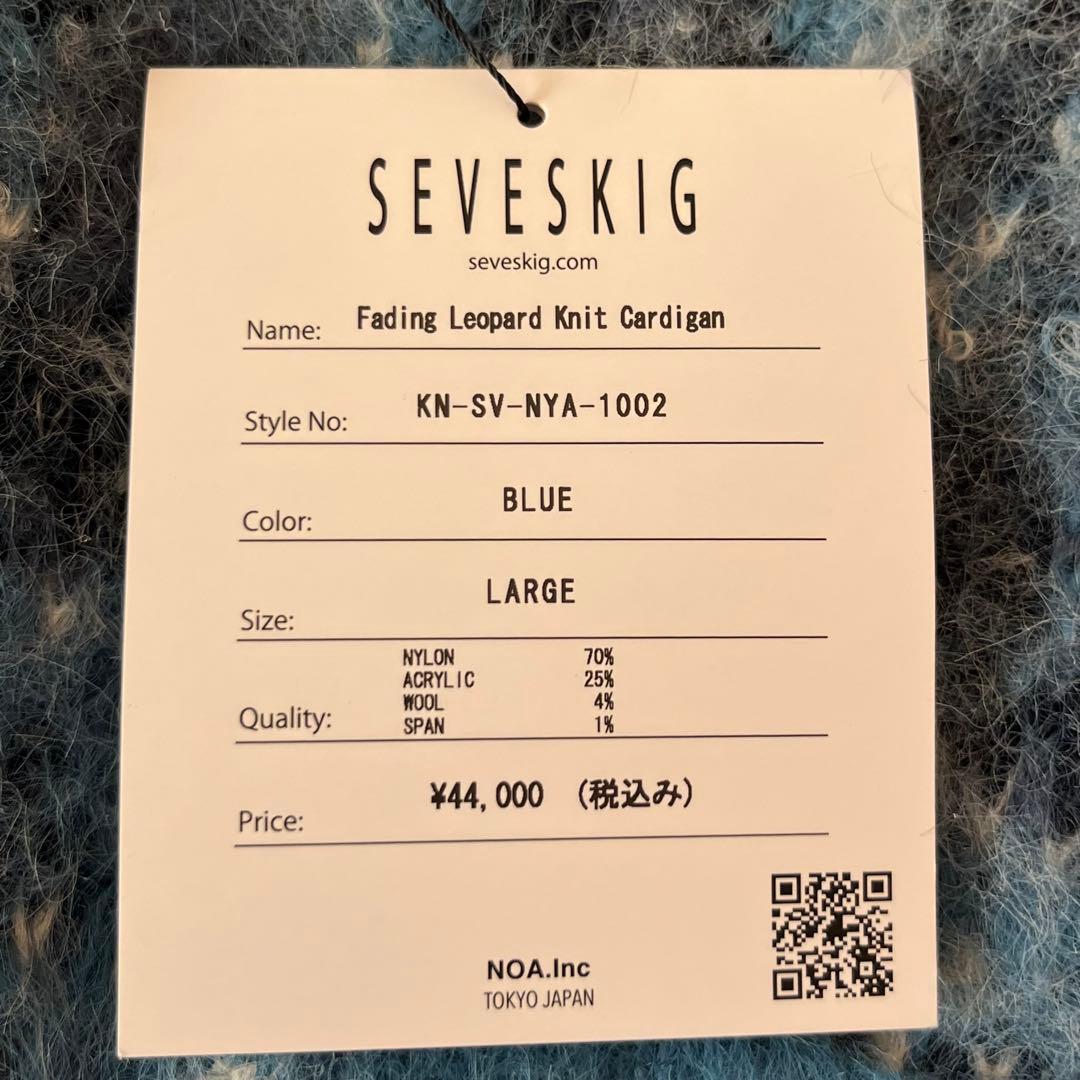 SEVESKIG
seveskig.com
Name: Fading Leopard Knit Cardigan
Style No: KN-SV-NYA-1002
Color: BLUE
Size: LARGE
NYLON 70%
ACRYLIC 25%
WOOL 4%
Quality: SPAN 1%
Price: ¥44,000 (税込み)
NOA.Inc
TOKYO JAPAN